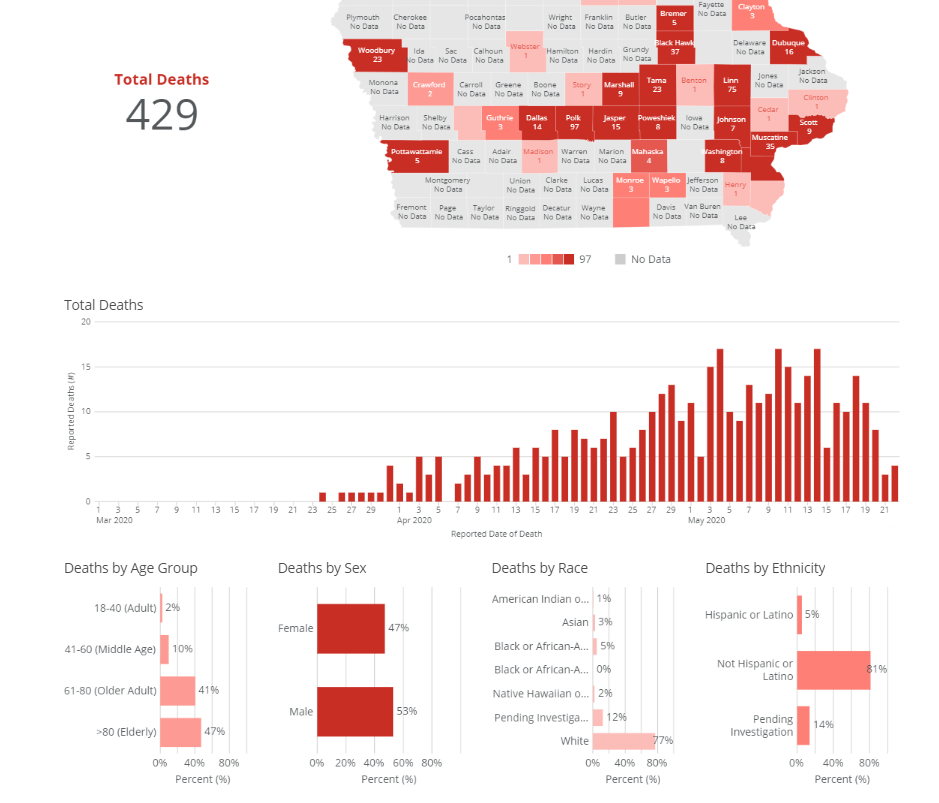 Fayette
No Data
Clayton
3
Bremer
5
Plymouth
No Data
Cherokee
No Data
Pocahontas
No Data
Wright
No Data
Franklin
No Data
Butler
No Data
Woodbury
23
Ida
No Data
Sac
No Data
Calhoun
No Data
Webster
1
Hamilton
No Data
Hardin
No Data
Grundy
No Data
Black Hawk
37
Delaware
No Data
Dubuque
16
Total Deaths
429
Monona
No Data
Crawford
2
Carroll
No Data
Greene
No Data
Boone
No Data
Story
1
Marshall
9
Tama
23
Benton
1
Linn
75
Jones
No Data
Jackson
No Data
Clinton
1
Cedar
1
Harrison
No Data
Shelby
No Data
Guthrie
3
Dallas
14
Polk
97
Jasper
15
Poweshiek
8
Iowa
No Data
Johnson
7
Scott
9
Muscatine
35
Pottawattamie
5
Cass
No Data
Adair
No Data
Madison
1
Warren
No Data
Marion
No Data
Mahaska
4
Washington
8
Montgomery
No Data
Union
No Data
Clarke
No Data
Lucas
No Data
Monroe
3
Wapello
3
Jefferson
No Data
Henry
1
Fremont
No Data
Page
No Data
Taylor
No Data
Ringgold
No Data
Decatur
No Data
Wayne
No Data
Davis
No Data
Van Buren
No Data
Lee
No Data
1 97 No Data
Total Deaths
20
15
10
5
0
Reported Deaths (#)
1 3 5 7 9 11 13 15 17 19 21 23 25 27 29 1 3 5 7 9 11 13 15 17 19 21 23 25 27 29 1 3 5 7 9 11 13 15 17 19 21
Mar 2020 Apr 2020 May 2020
Reported Date of Death
Deaths by Age Group
18-40 (Adult) 2%
41-60 (Middle Age) 10%
61-80 (Older Adult) 41%
>80 (Elderly) 47%
0% 40% 80%
Percent (%)
Deaths by Sex
Female 47%
Male 53%
0% 20% 40% 60% 80%
Percent (%)
Deaths by Race
American Indian o... 1%
Asian 3%
Black or African-A... 5%
Black or African-A... 0%
Native Hawaiian o... 2%
Pending Investiga... 12%
White 77%
0% 40% 80%
Percent (%)
Deaths by Ethnicity
Hispanic or Latino 5%
Not Hispanic or
Latino 81%
Pending
Investigation 14%
0% 40% 80%
Percent (%)